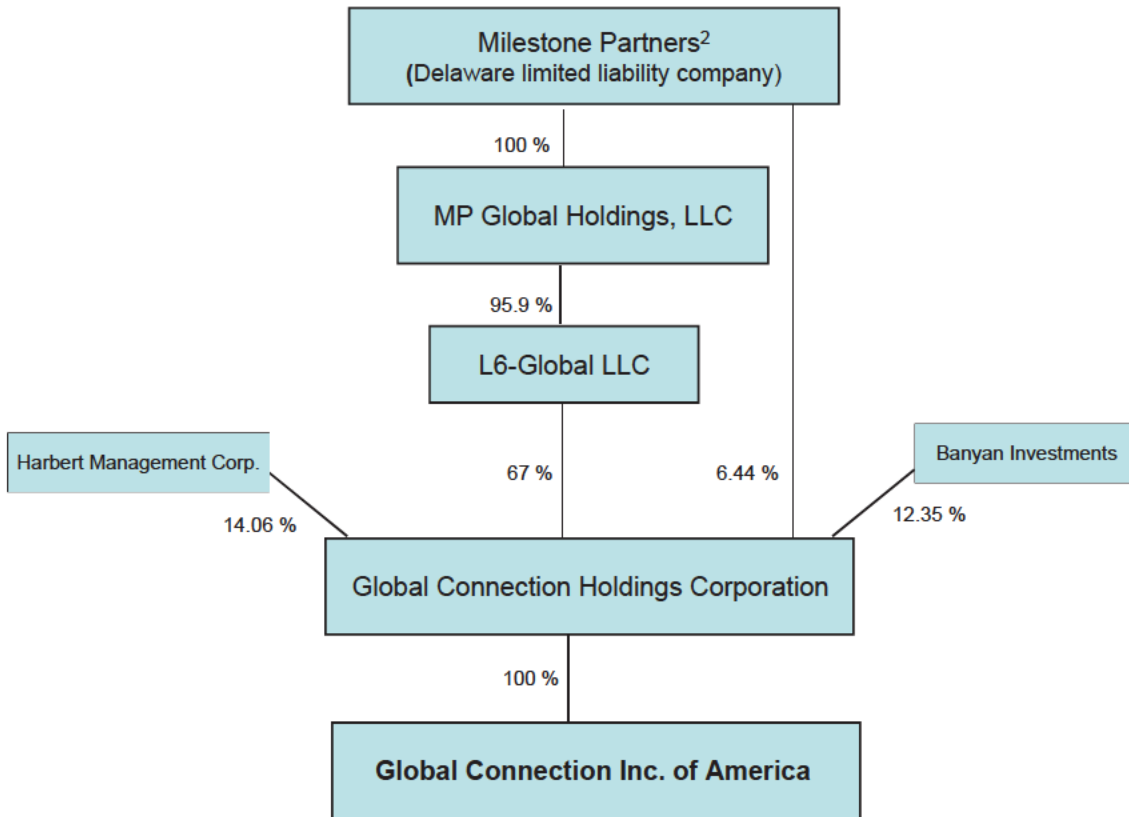 Milestone Partners²
(Delaware limited liability company)
100 %
MP Global Holdings, LLC
95.9 %
L6-Global LLC
Harbert Management Corp.
Banyan Investments
67 %
6.44 %
14.06 %
12.35 %
Global Connection Holdings Corporation
100 %
Global Connection Inc. of America